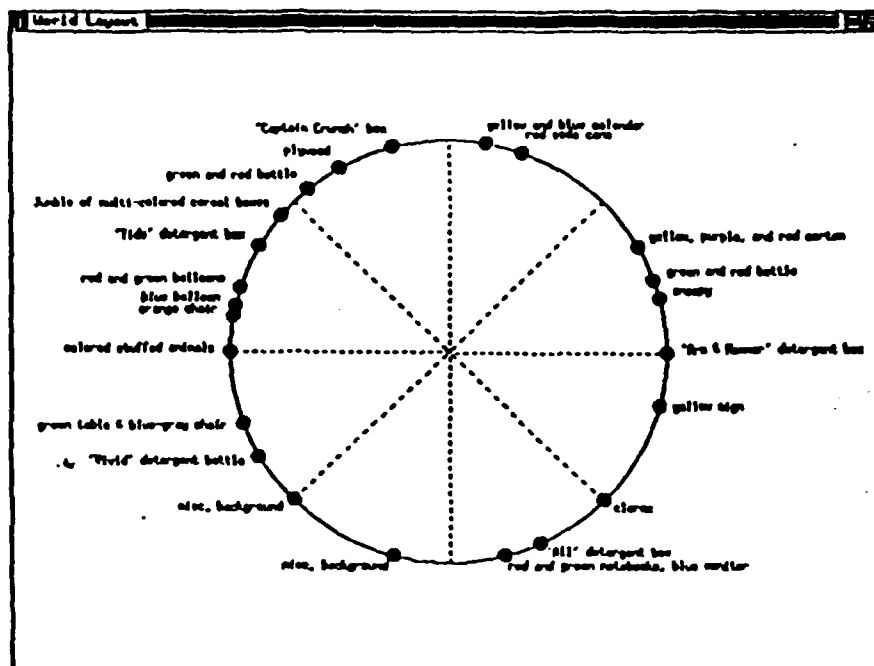 World Layout
"Captain Crunch" box
plywood
green and red bottle
Jumble of multi-colored cereal boxes
"Tide" detergent box
red and green balloons
blue balloon
orange chair
colored stuffed animals
green table & blue-gray chair
"Vivid" detergent bottle
misc. background
misc. background
yellow and blue calendar
red soda cans
yellow, purple, and red carton
green and red bottle
snoopy
"Arm & Hammer" detergent box
yellow sign
clorox
"All" detergent box
red and green notebooks, blue monitor